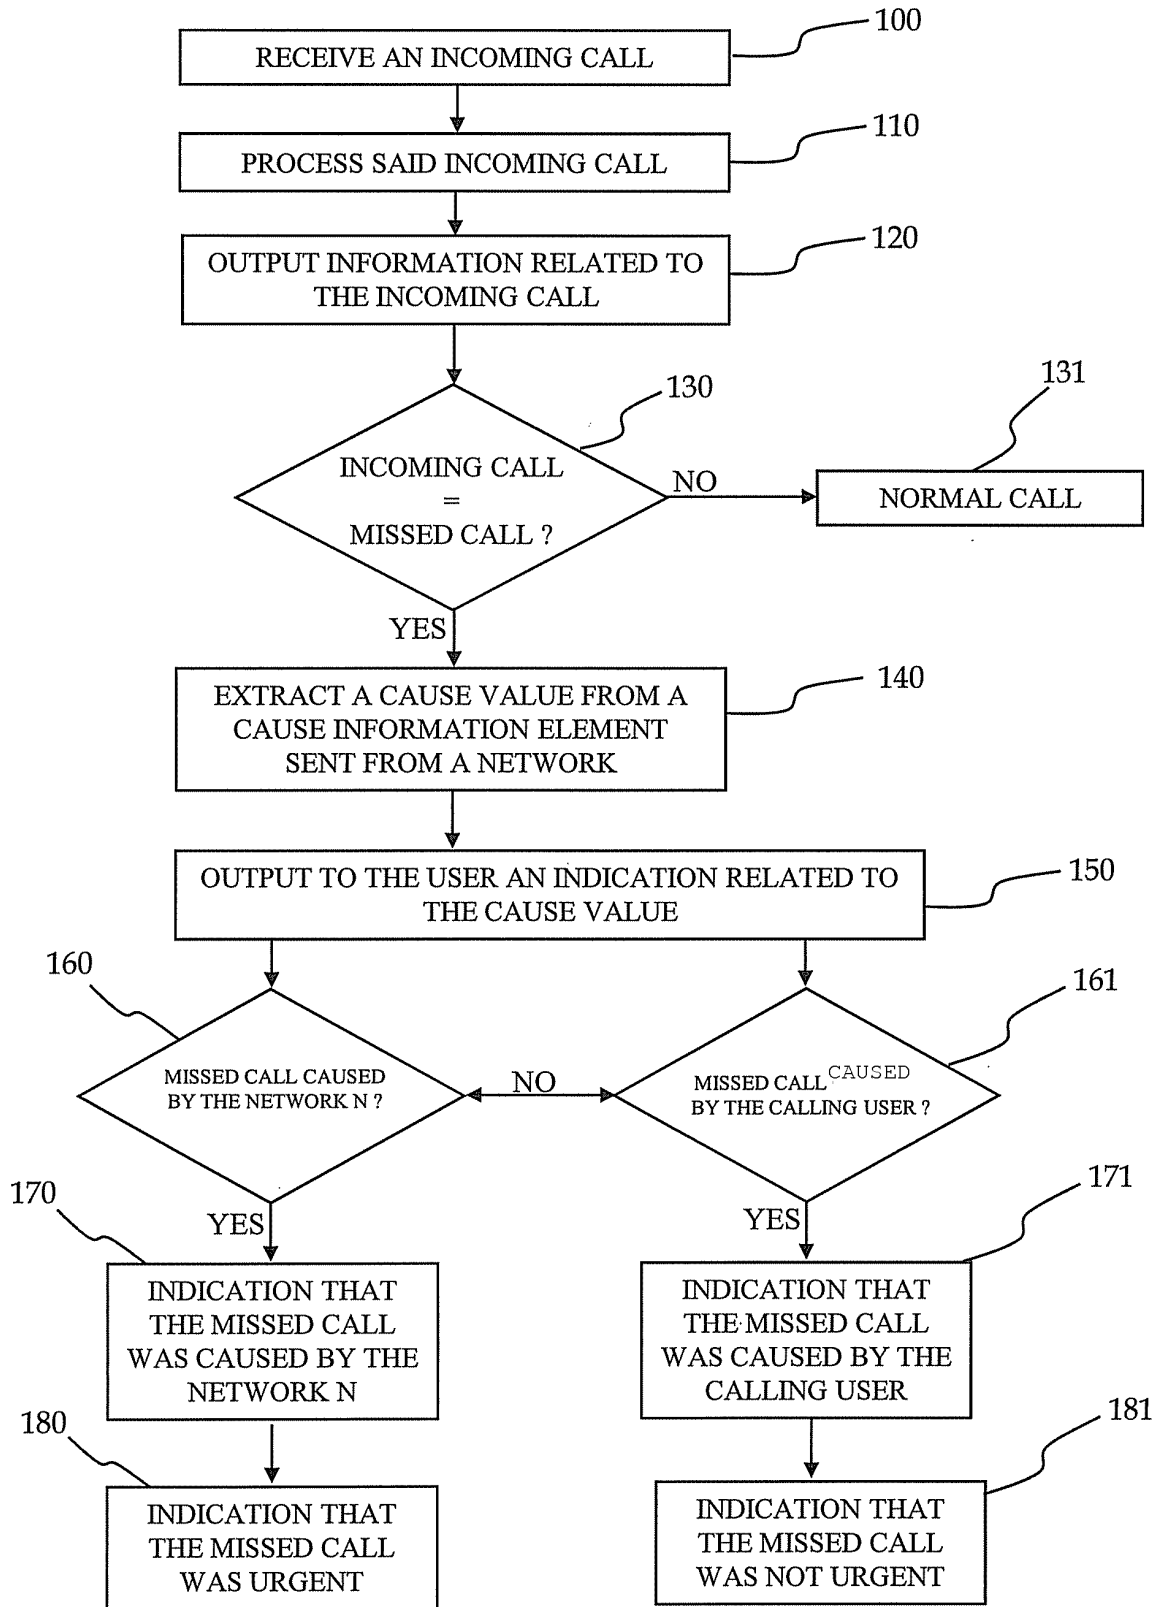 100
RECEIVE AN INCOMING CALL
110
PROCESS SAID INCOMING CALL
120
OUTPUT INFORMATION RELATED TO
THE INCOMING CALL
130
131
INCOMING CALL
=
MISSED CALL ?
NO
NORMAL CALL
YES
140
EXTRACT A CAUSE VALUE FROM A
CAUSE INFORMATION ELEMENT
SENT FROM A NETWORK
150
OUTPUT TO THE USER AN INDICATION RELATED TO
THE CAUSE VALUE
160
161
MISSED CALL CAUSED
BY THE NETWORK N ?
NO
MISSED CALL CAUSED
BY THE CALLING USER ?
170
171
YES
YES
INDICATION THAT
THE MISSED CALL
WAS CAUSED BY THE
NETWORK N
INDICATION THAT
THE MISSED CALL
WAS CAUSED BY THE
CALLING USER
180
181
INDICATION THAT
THE MISSED CALL
WAS URGENT
INDICATION THAT
THE MISSED CALL
WAS NOT URGENT